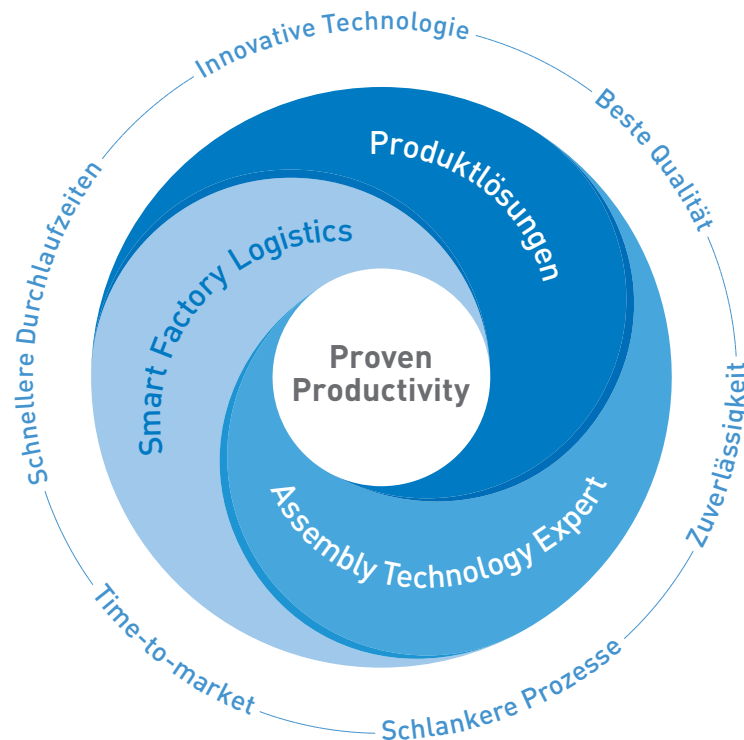 Innovative Technologie
Beste Qualität
Zuverlässigkeit
Schlankere Prozesse
Time-to-market
Schnellere Durchlaufzeiten
Produktlösungen
Assembly Technology Expert
Smart Factory Logistics
Proven
Productivity